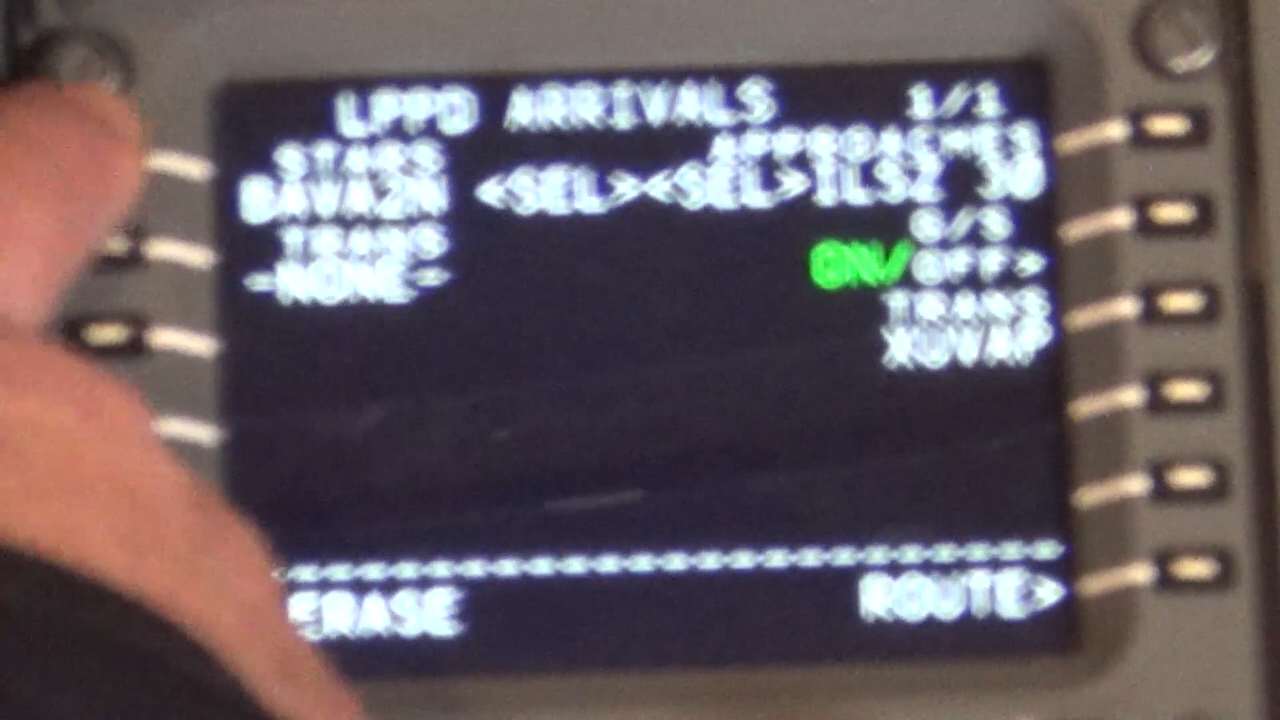 LPPD ARRIVALS 1/1
STARS APPROACHES
BAVA2N <SEL><SEL>ILSZ 30
TRANS G/S
-NONE- ON/OFF>
TRANS
XUVAP
----------------------------------------
ERASE ROUTE>